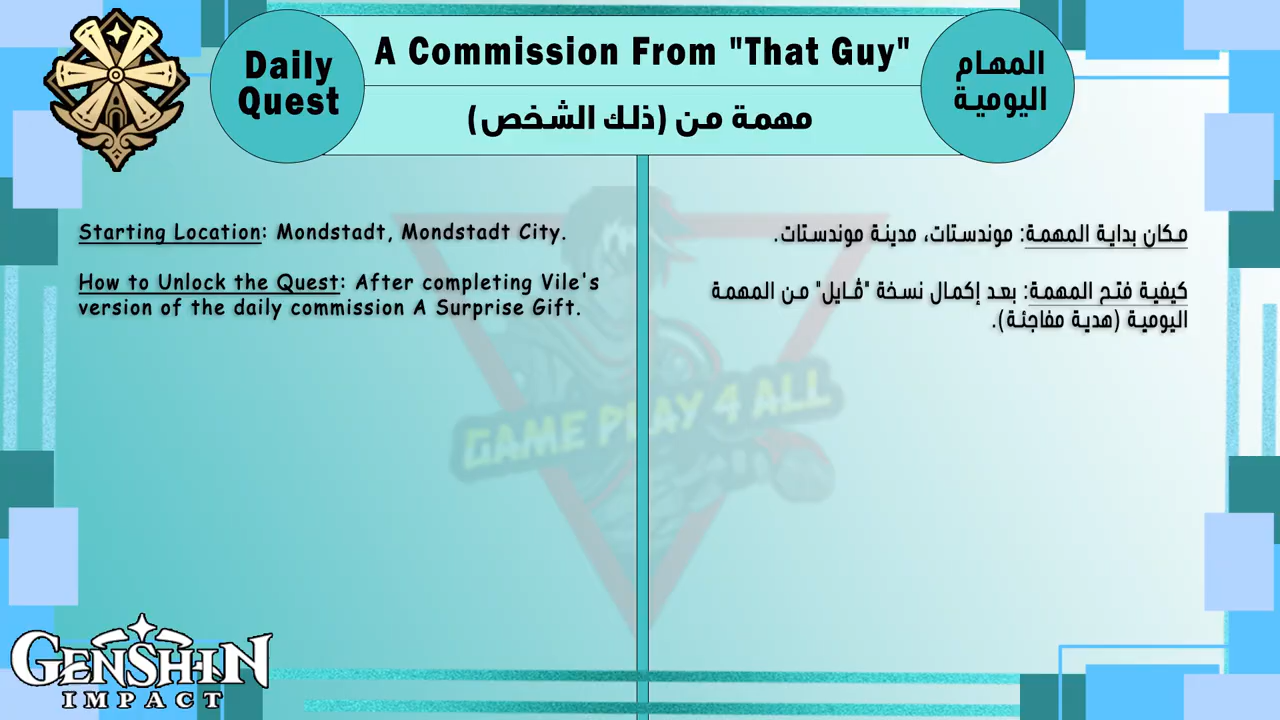 Daily
Quest
A Commission From "That Guy"
مهمة من (ذلك الشخص)
المهام
اليومية
Starting Location: Mondstadt, Mondstadt City.
How to Unlock the Quest: After completing Vile's
version of the daily commission A Surprise Gift.
مكان بداية المهمة: موندستات، مدينة موندستات.
كيفية فتح المهمة: بعد إكمال نسخة "ڤايل" من المهمة
اليومية (هدية مفاجئة).
GAME PLAY 4 ALL
GENSHIN
IMPACT